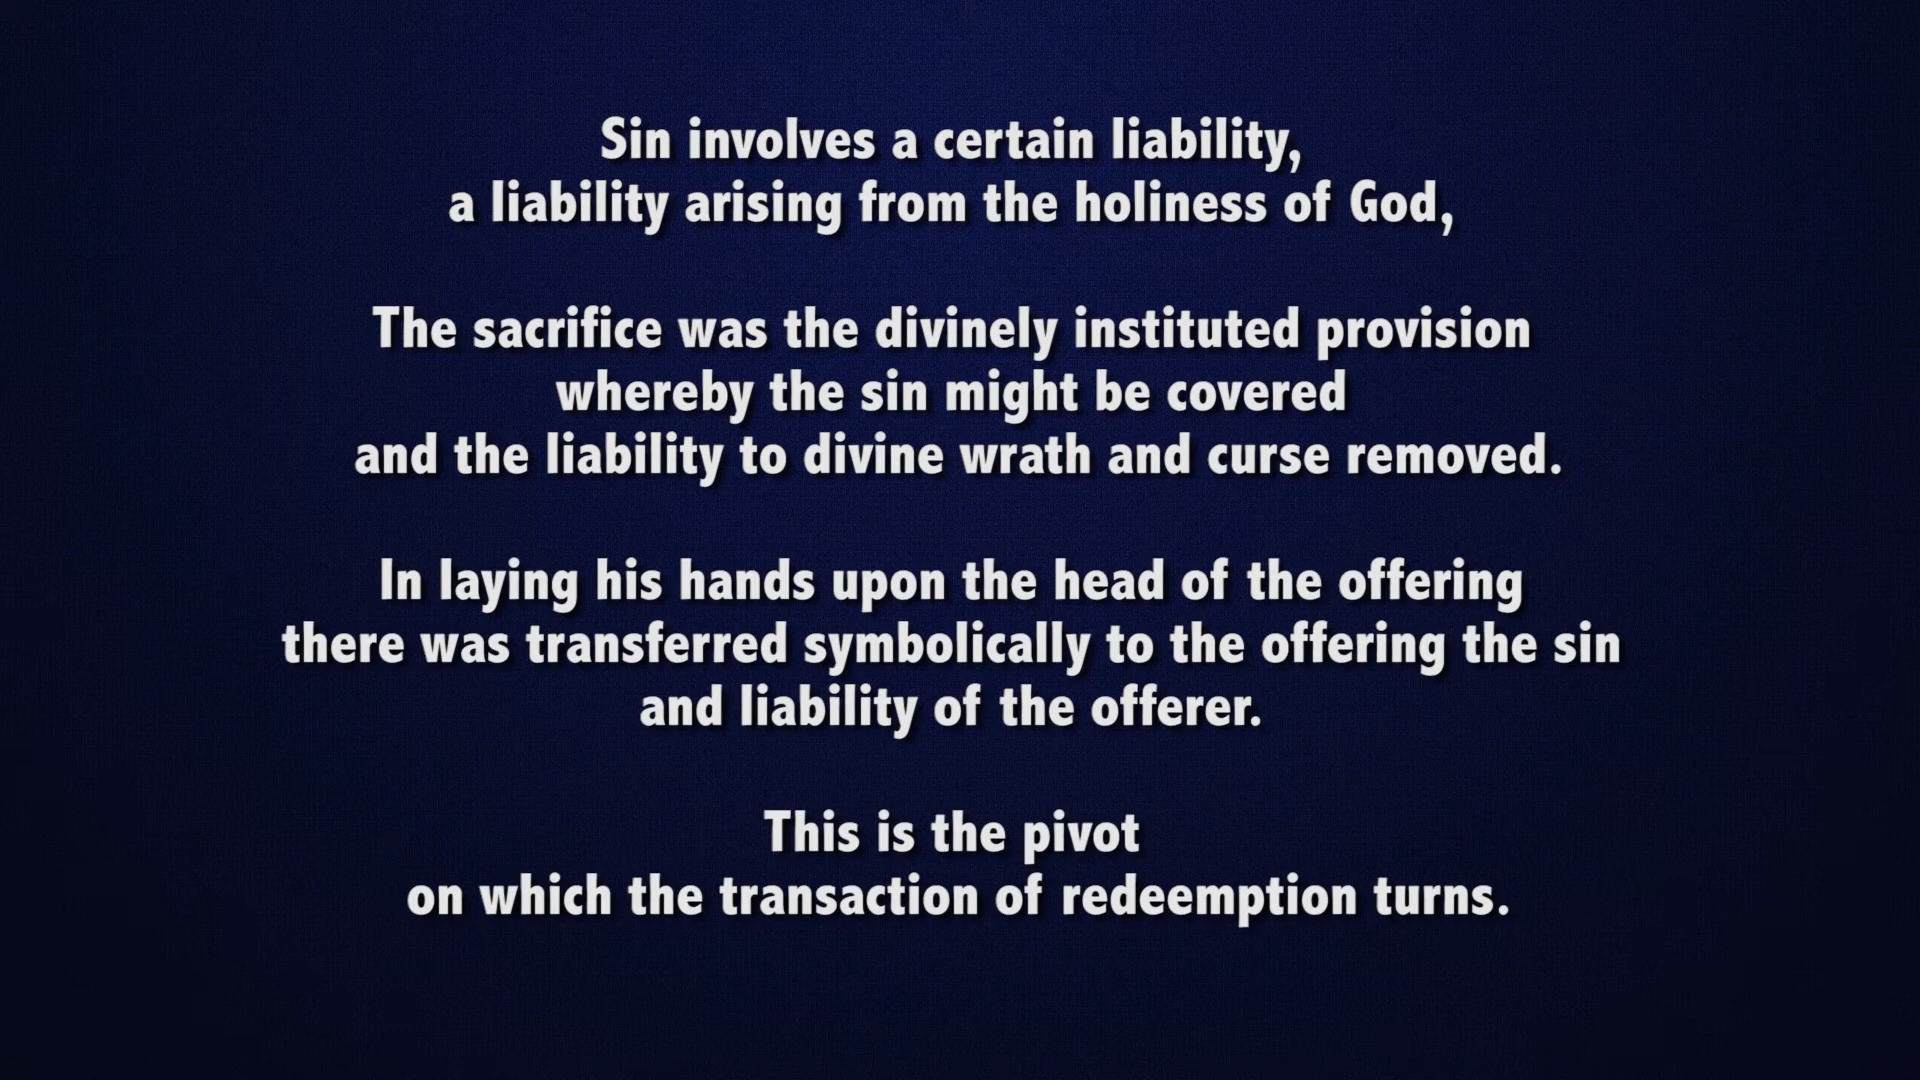 Sin involves a certain liability,
a liability arising from the holiness of God,
The sacrifice was the divinely instituted provision
whereby the sin might be covered
and the liability to divine wrath and curse removed.
In laying his hands upon the head of the offering
there was transferred symbolically to the offering the sin
and liability of the offerer.
This is the pivot
on which the transaction of redeemption turns.